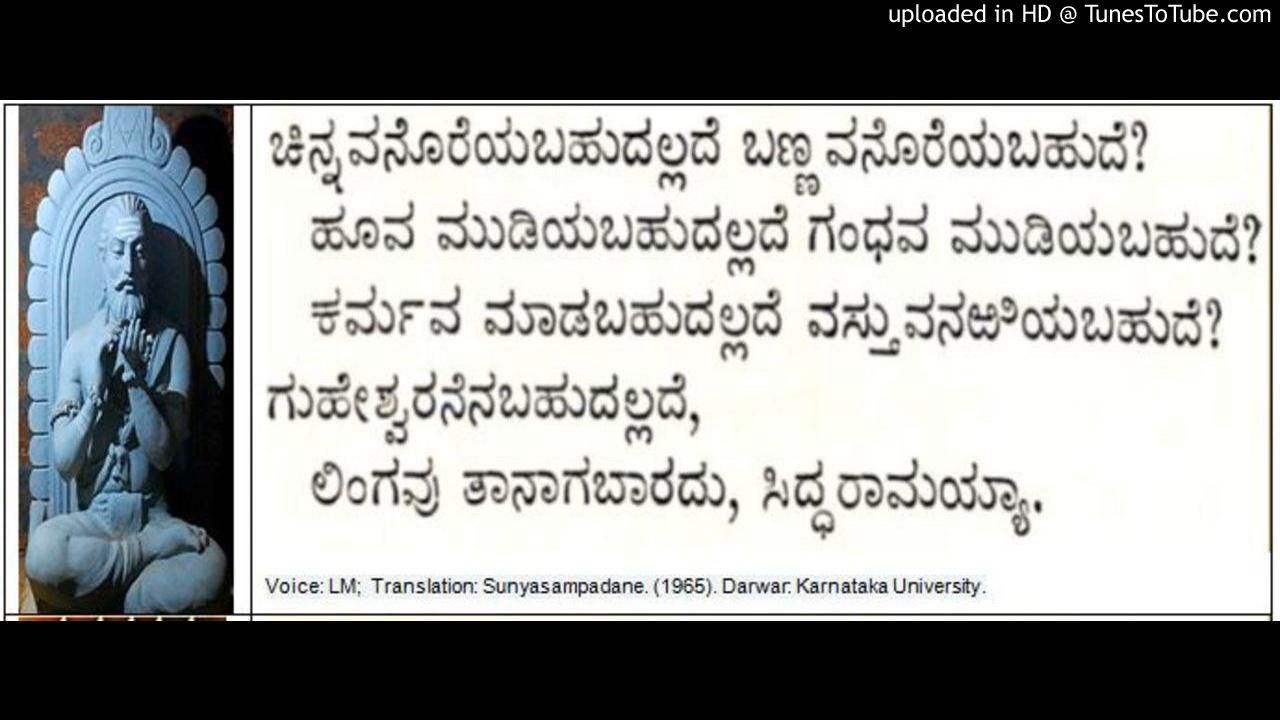 uploaded in HD @ TunesToTube.com
ಚಿನ್ನವನೊರೆಯಬಹುದಲ್ಲದೆ ಬಣ್ಣವನೊರೆಯಬಹುದೆ?
ಹೂವ ಮುಡಿಯಬಹುದಲ್ಲದೆ ಗಂಧವ ಮುಡಿಯಬಹುದೆ?
ಕರ್ಮವ ಮಾಡಬಹುದಲ್ಲದೆ ವಸ್ತುವನಱಿಯಬಹುದೆ?
ಗುಹೇಶ್ವರನೆನಬಹುದಲ್ಲದೆ,
ಲಿಂಗವು ತಾನಾಗಬಾರದು, ಸಿದ್ಧರಾಮಯ್ಯಾ.
Voice: LM; Translation: Sunyasampadane. (1965). Darwar: Karnataka University.